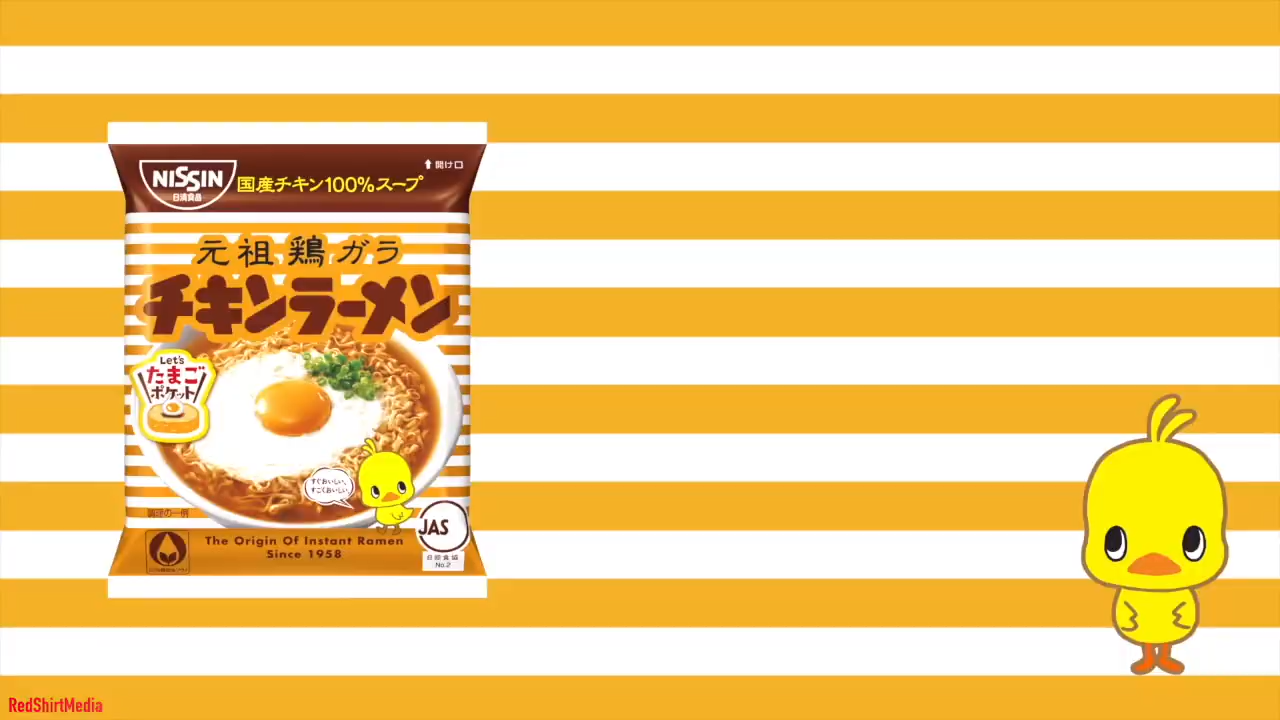 開け口
NISSIN
日清食品
国産チキン100%スープ
元祖鶏ガラ
チキンラーメン
Let's
たまご
ポケット
すぐおいしい、
すごくおいしい。
調理の一例
The Origin Of Instant Ramen
Since 1958
JAS
No.2
RedShirtMedia